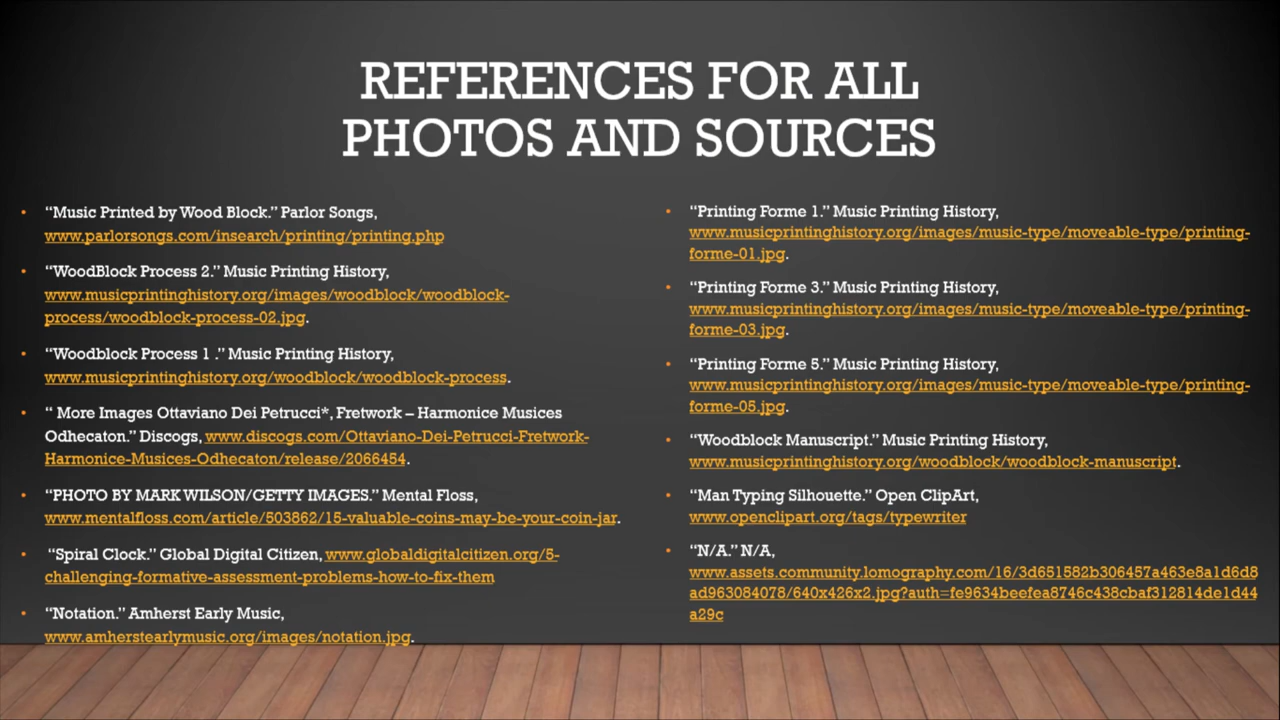 REFERENCES FOR ALL
PHOTOS AND SOURCES
• “Music Printed by Wood Block.” Parlor Songs,
www.parlorsongs.com/insearch/printing/printing.php
• “WoodBlock Process 2.” Music Printing History,
www.musicprintinghistory.org/images/woodblock/woodblock-
process/woodblock-process-02.jpg.
• “Woodblock Process 1 .” Music Printing History,
www.musicprintinghistory.org/woodblock/woodblock-process.
• “ More Images Ottaviano Dei Petrucci*, Fretwork – Harmonice Musices
Odhecaton.” Discogs, www.discogs.com/Ottaviano-Dei-Petrucci-Fretwork-
Harmonice-Musices-Odhecaton/release/2066454.
• “PHOTO BY MARK WILSON/GETTY IMAGES.” Mental Floss,
www.mentalfloss.com/article/503862/15-valuable-coins-may-be-your-coin-jar.
• “Spiral Clock.” Global Digital Citizen, www.globaldigitalcitizen.org/5-
challenging-formative-assessment-problems-how-to-fix-them
• “Notation.” Amherst Early Music,
www.amherstearlymusic.org/images/notation.jpg.
• “Printing Forme 1.” Music Printing History,
www.musicprintinghistory.org/images/music-type/moveable-type/printing-
forme-01.jpg.
• “Printing Forme 3.” Music Printing History,
www.musicprintinghistory.org/images/music-type/moveable-type/printing-
forme-03.jpg.
• “Printing Forme 5.” Music Printing History,
www.musicprintinghistory.org/images/music-type/moveable-type/printing-
forme-05.jpg.
• “Woodblock Manuscript.” Music Printing History,
www.musicprintinghistory.org/woodblock/woodblock-manuscript.
• “Man Typing Silhouette.” Open ClipArt,
www.openclipart.org/tags/typewriter
• “N/A.” N/A,
www.assets.community.lomography.com/16/3d651582b306457a463e8a1d6d8
ad963084078/640x426x2.jpg?auth=fe9634beefea8746c438cbaf312814de1d44
a29c